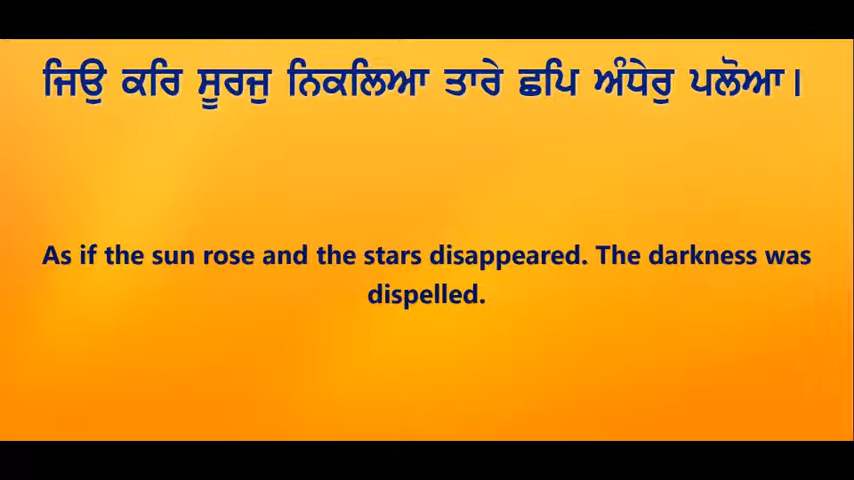 ਜਿਉ ਕਰਿ ਸੂਰਜੁ ਨਿਕਲਿਆ ਤਾਰੇ ਛਪਿ ਅੰਧੇਰੁ ਪਲੋਆ।
As if the sun rose and the stars disappeared. The darkness was
dispelled.